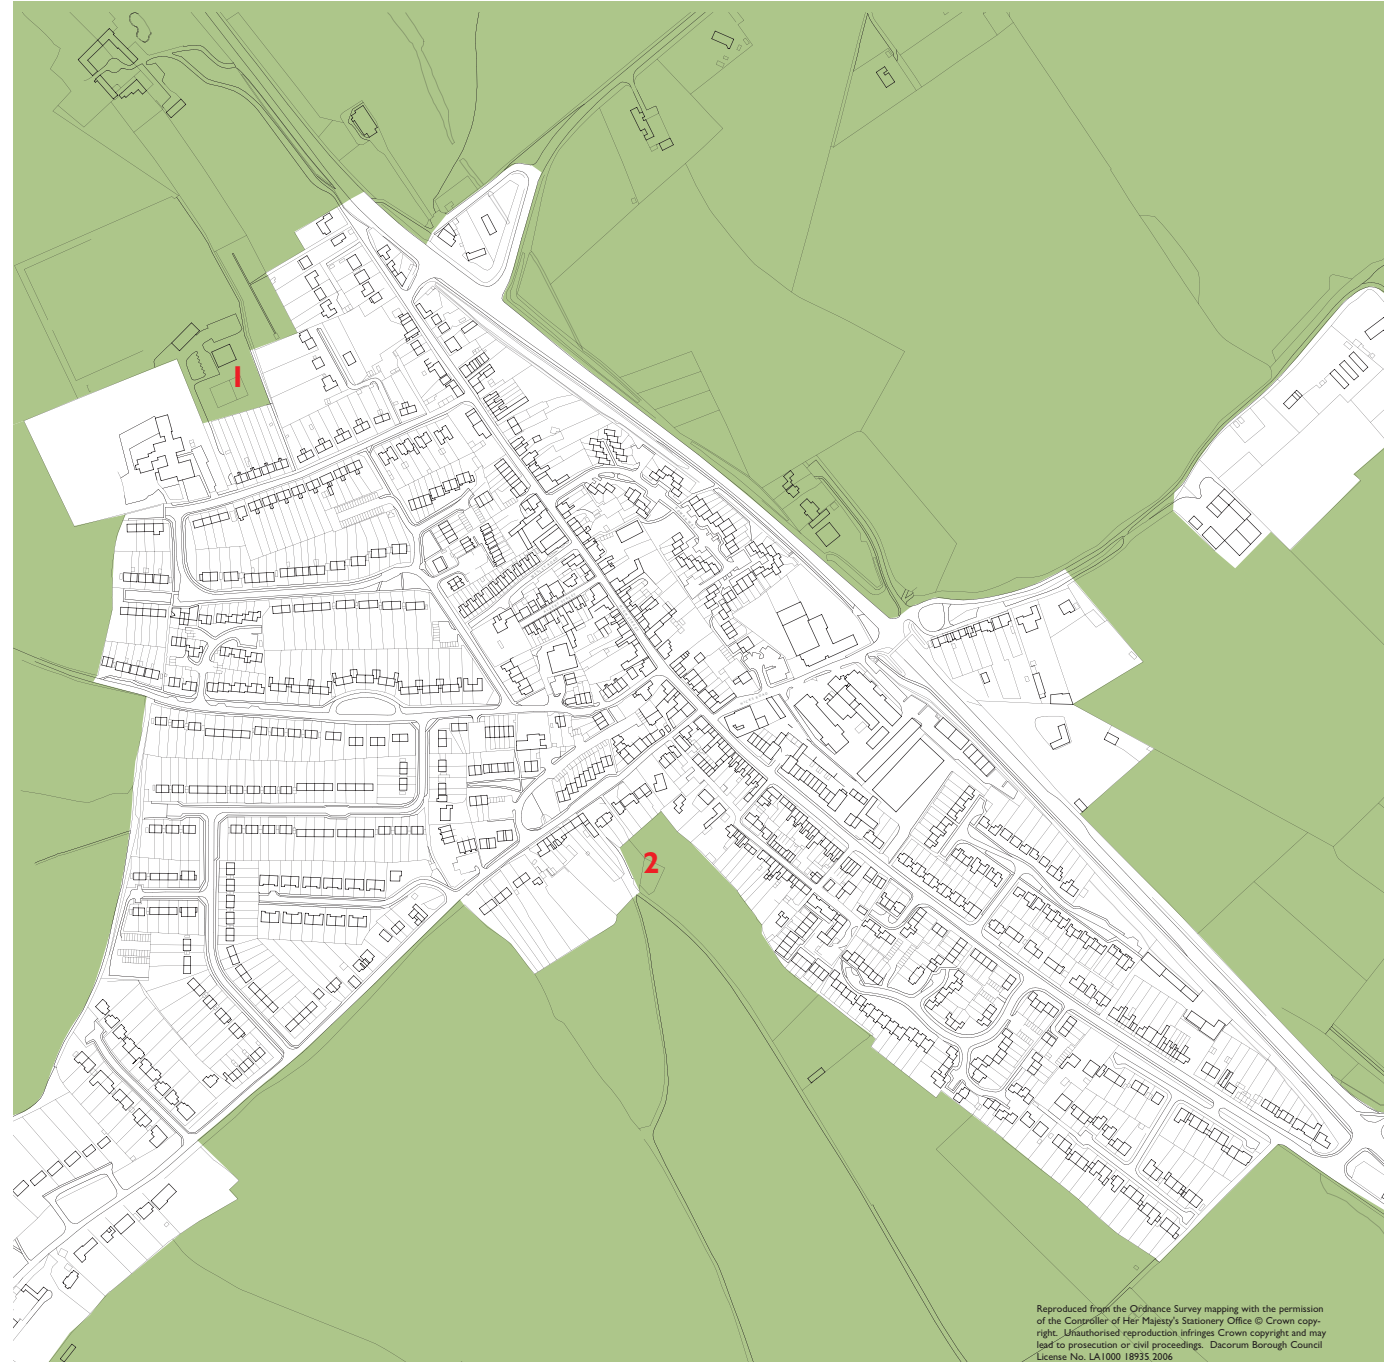 1
2
Reproduced from the Ordnance Survey mapping with the permission
of the Controller of Her Majesty's Stationery Office © Crown copy-
right. Unauthorised reproduction infringes Crown copyright and may
lead to prosecution or civil proceedings. Dacorum Borough Council
License No. LA1000 18935 2006